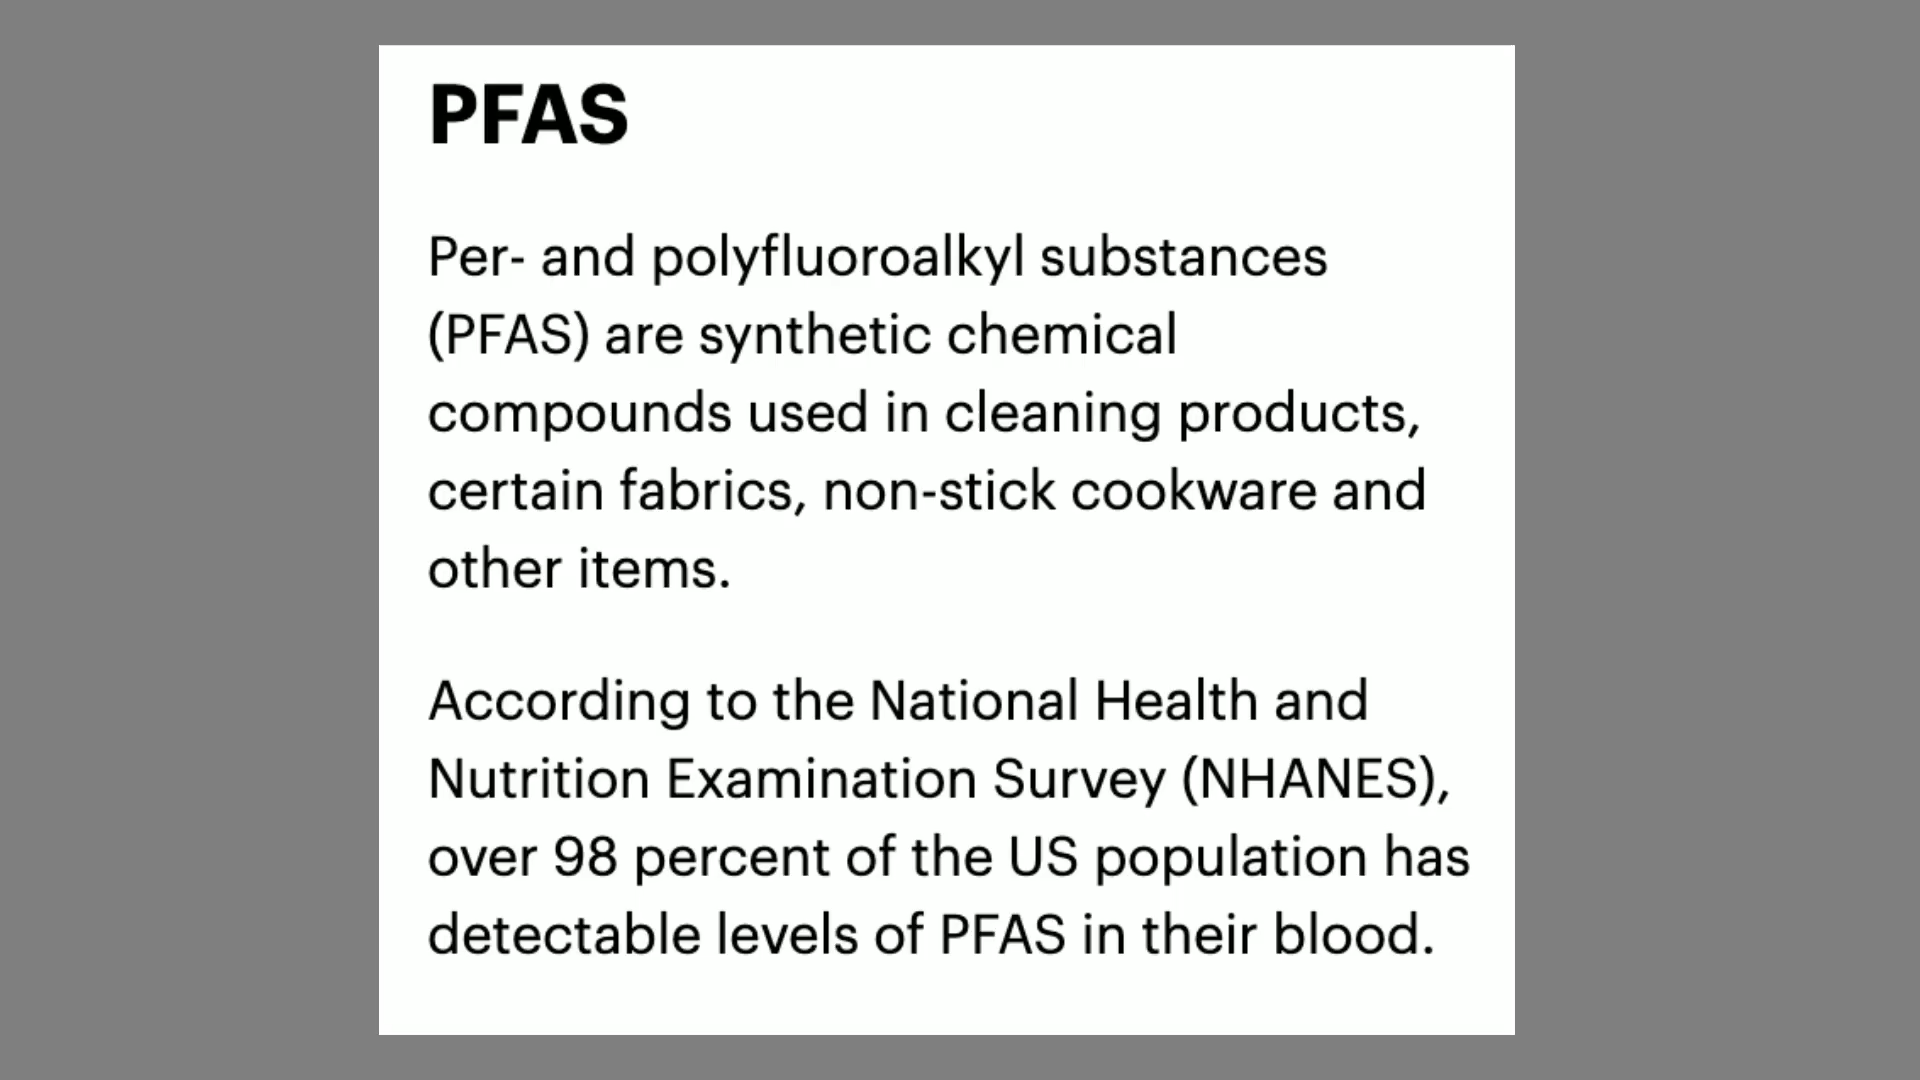 PFAS
Per- and polyfluoroalkyl substances
(PFAS) are synthetic chemical
compounds used in cleaning products,
certain fabrics, non-stick cookware and
other items.
According to the National Health and
Nutrition Examination Survey (NHANES),
over 98 percent of the US population has
detectable levels of PFAS in their blood.